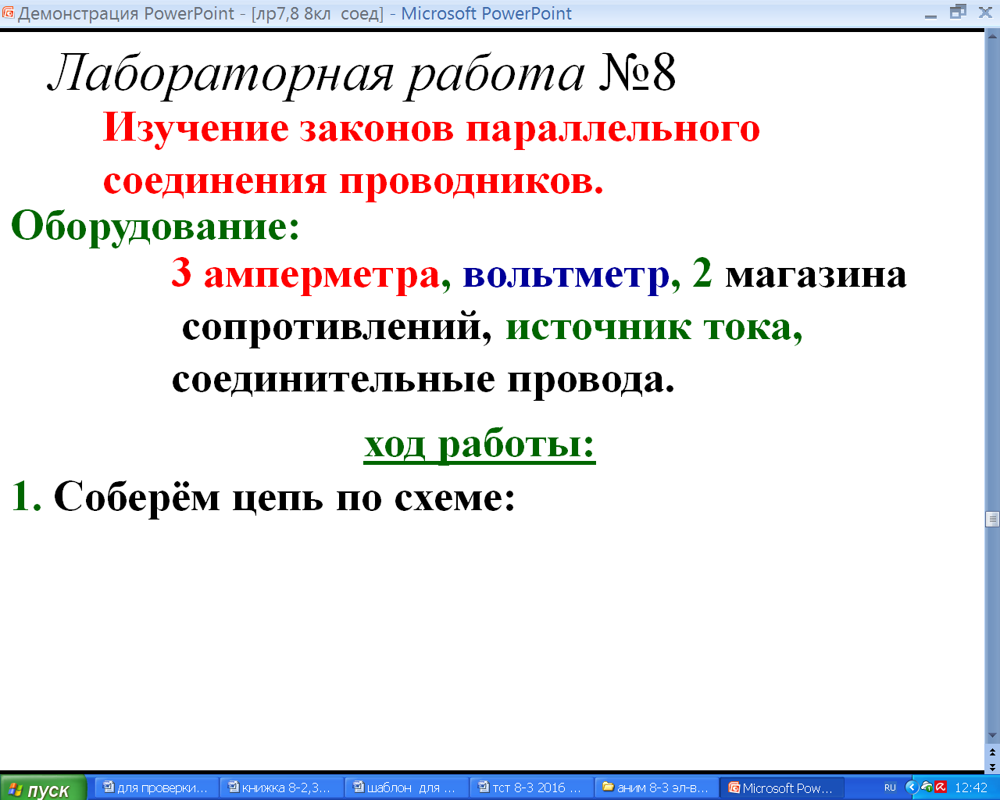 Демонстрация PowerPoint - [лр7,8 8кл соед] - Microsoft PowerPoint
Лабораторная работа №8
Изучение законов параллельного
соединения проводников.
Оборудование:
3 амперметра, вольтметр, 2 магазина
сопротивлений, источник тока,
соединительные провода.
ход работы:
1. Соберём цепь по схеме:
пуск
для проверки...
книжка 8-2,3...
шаблон для ...
тст 8-3 2016 ...
аним 8-3 эл-в...
Microsoft Pow...
RU
12:42